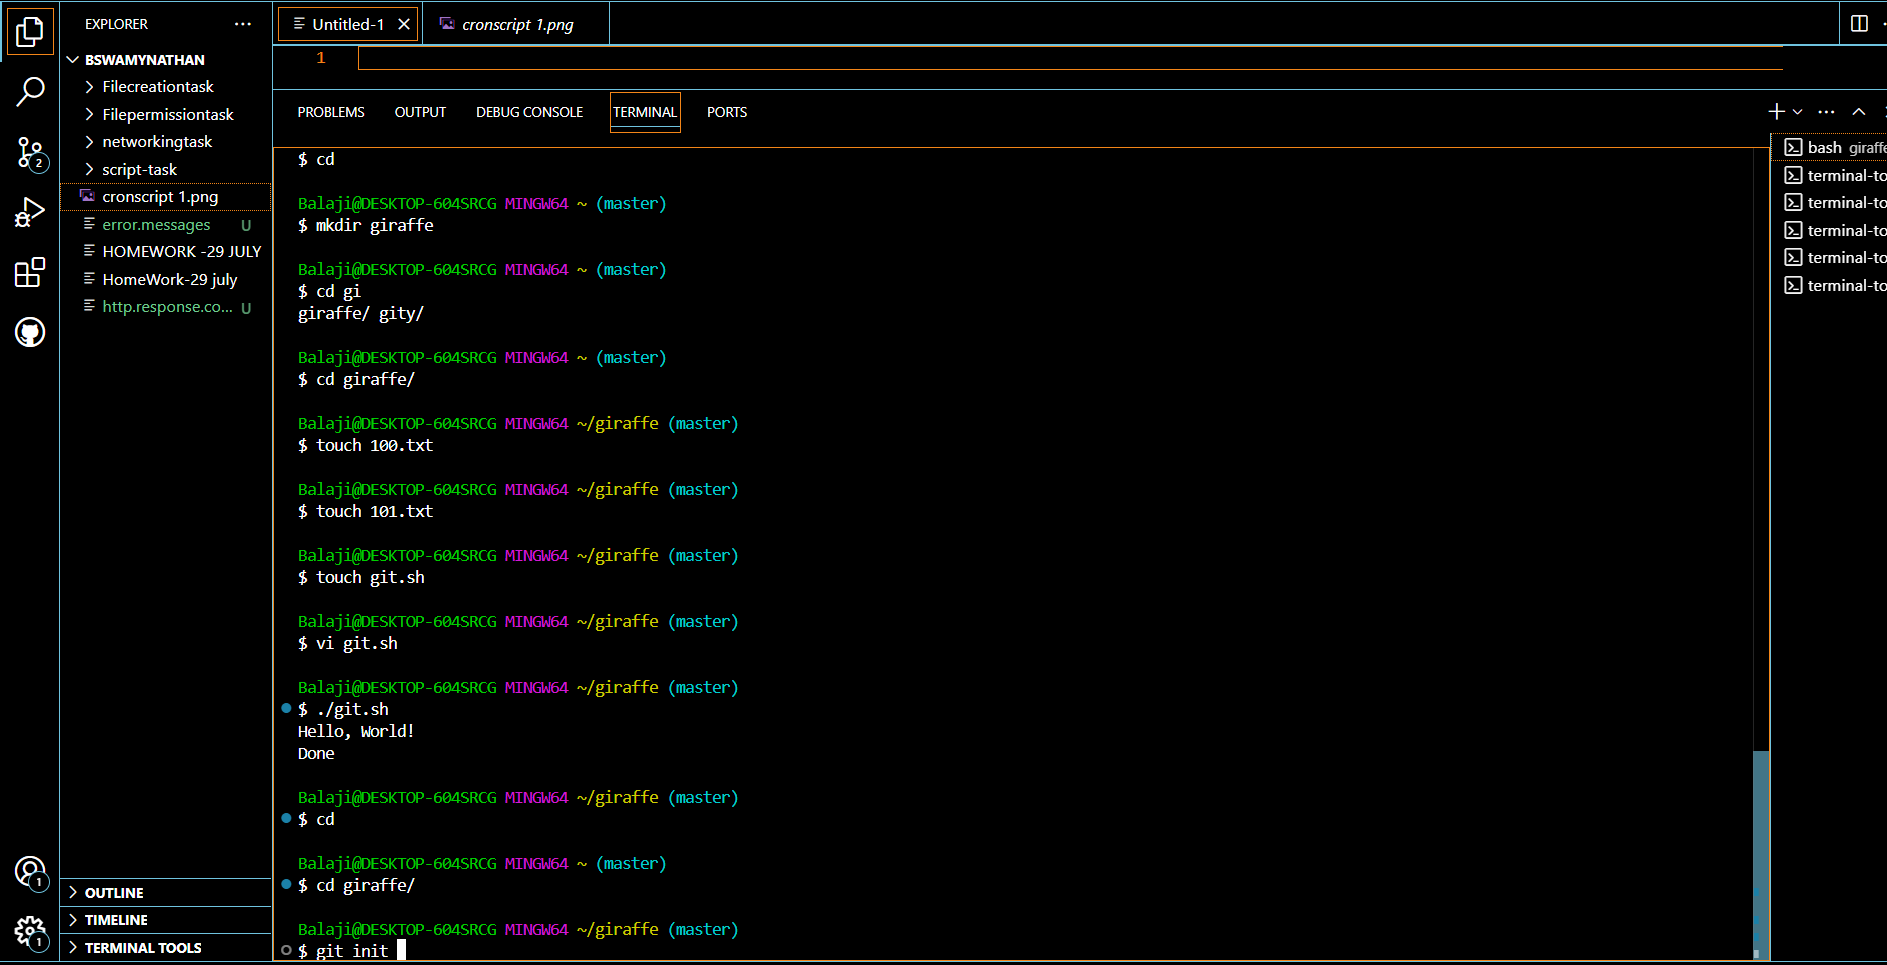 EXPLORER
BSWAMYNATHAN
Filecreationtask
Filepermissiontask
networkingtask
script-task
cronscript 1.png
error.messages U
HOMEWORK -29 JULY
HomeWork-29 july
http.response.co... U
OUTLINE
TIMELINE
TERMINAL TOOLS
2
1
1
Untitled-1
cronscript 1.png
1
PROBLEMS OUTPUT DEBUG CONSOLE TERMINAL PORTS
$ cd
Balaji@DESKTOP-604SRCG MINGW64 ~ (master)
$ mkdir giraffe
Balaji@DESKTOP-604SRCG MINGW64 ~ (master)
$ cd gi
giraffe/ gity/
Balaji@DESKTOP-604SRCG MINGW64 ~ (master)
$ cd giraffe/
Balaji@DESKTOP-604SRCG MINGW64 ~/giraffe (master)
$ touch 100.txt
Balaji@DESKTOP-604SRCG MINGW64 ~/giraffe (master)
$ touch 101.txt
Balaji@DESKTOP-604SRCG MINGW64 ~/giraffe (master)
$ touch git.sh
Balaji@DESKTOP-604SRCG MINGW64 ~/giraffe (master)
$ vi git.sh
Balaji@DESKTOP-604SRCG MINGW64 ~/giraffe (master)
$ ./git.sh
Hello, World!
Done
Balaji@DESKTOP-604SRCG MINGW64 ~/giraffe (master)
$ cd
Balaji@DESKTOP-604SRCG MINGW64 ~ (master)
$ cd giraffe/
Balaji@DESKTOP-604SRCG MINGW64 ~/giraffe (master)
$ git init
bash giraffe
terminal-to
terminal-to
terminal-to
terminal-to
terminal-to